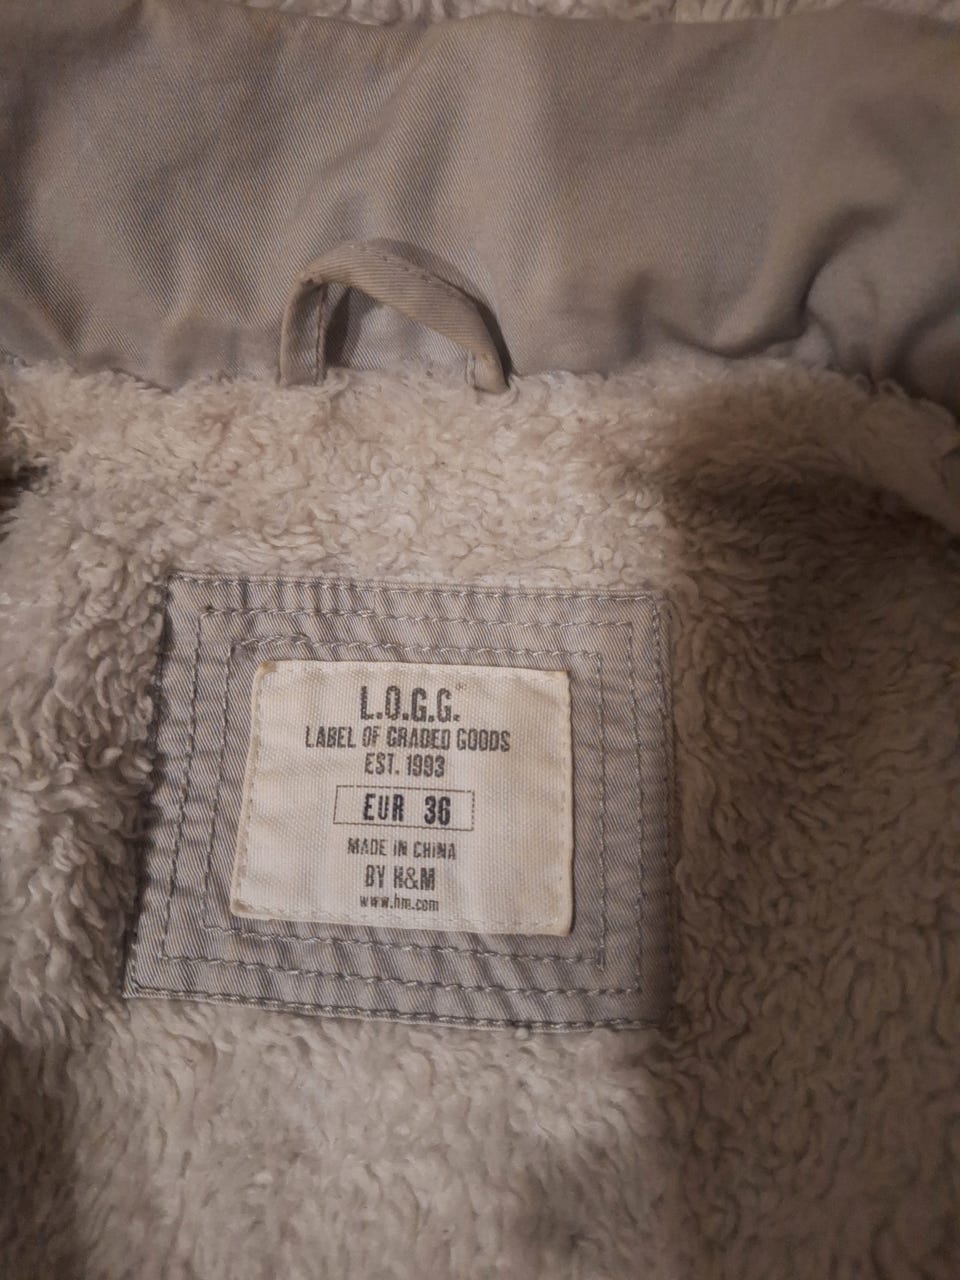 L.O.G.G.
LABEL OF GRADED GOODS
EST. 1993
EUR 36
MADE IN CHINA
BY H&M
www.hm.com